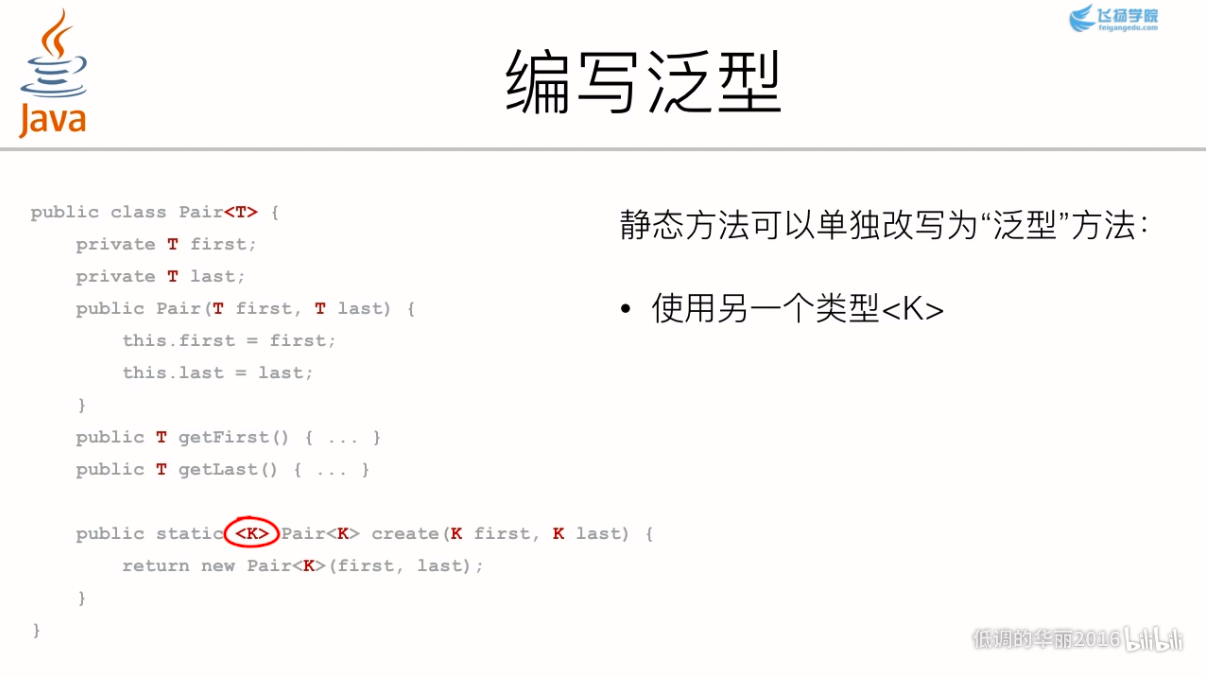 Java
飞扬学院
feiyangedu.com
编写泛型
public class Pair<T> {
    private T first;
    private T last;
    public Pair(T first, T last) {
        this.first = first;
        this.last = last;
    }
    public T getFirst() { ... }
    public T getLast() { ... }

    public static <K> Pair<K> create(K first, K last) {
        return new Pair<K>(first, last);
    }
}
静态方法可以单独改写为“泛型”方法：
• 使用另一个类型<K>
低调的华丽2016 bilibili